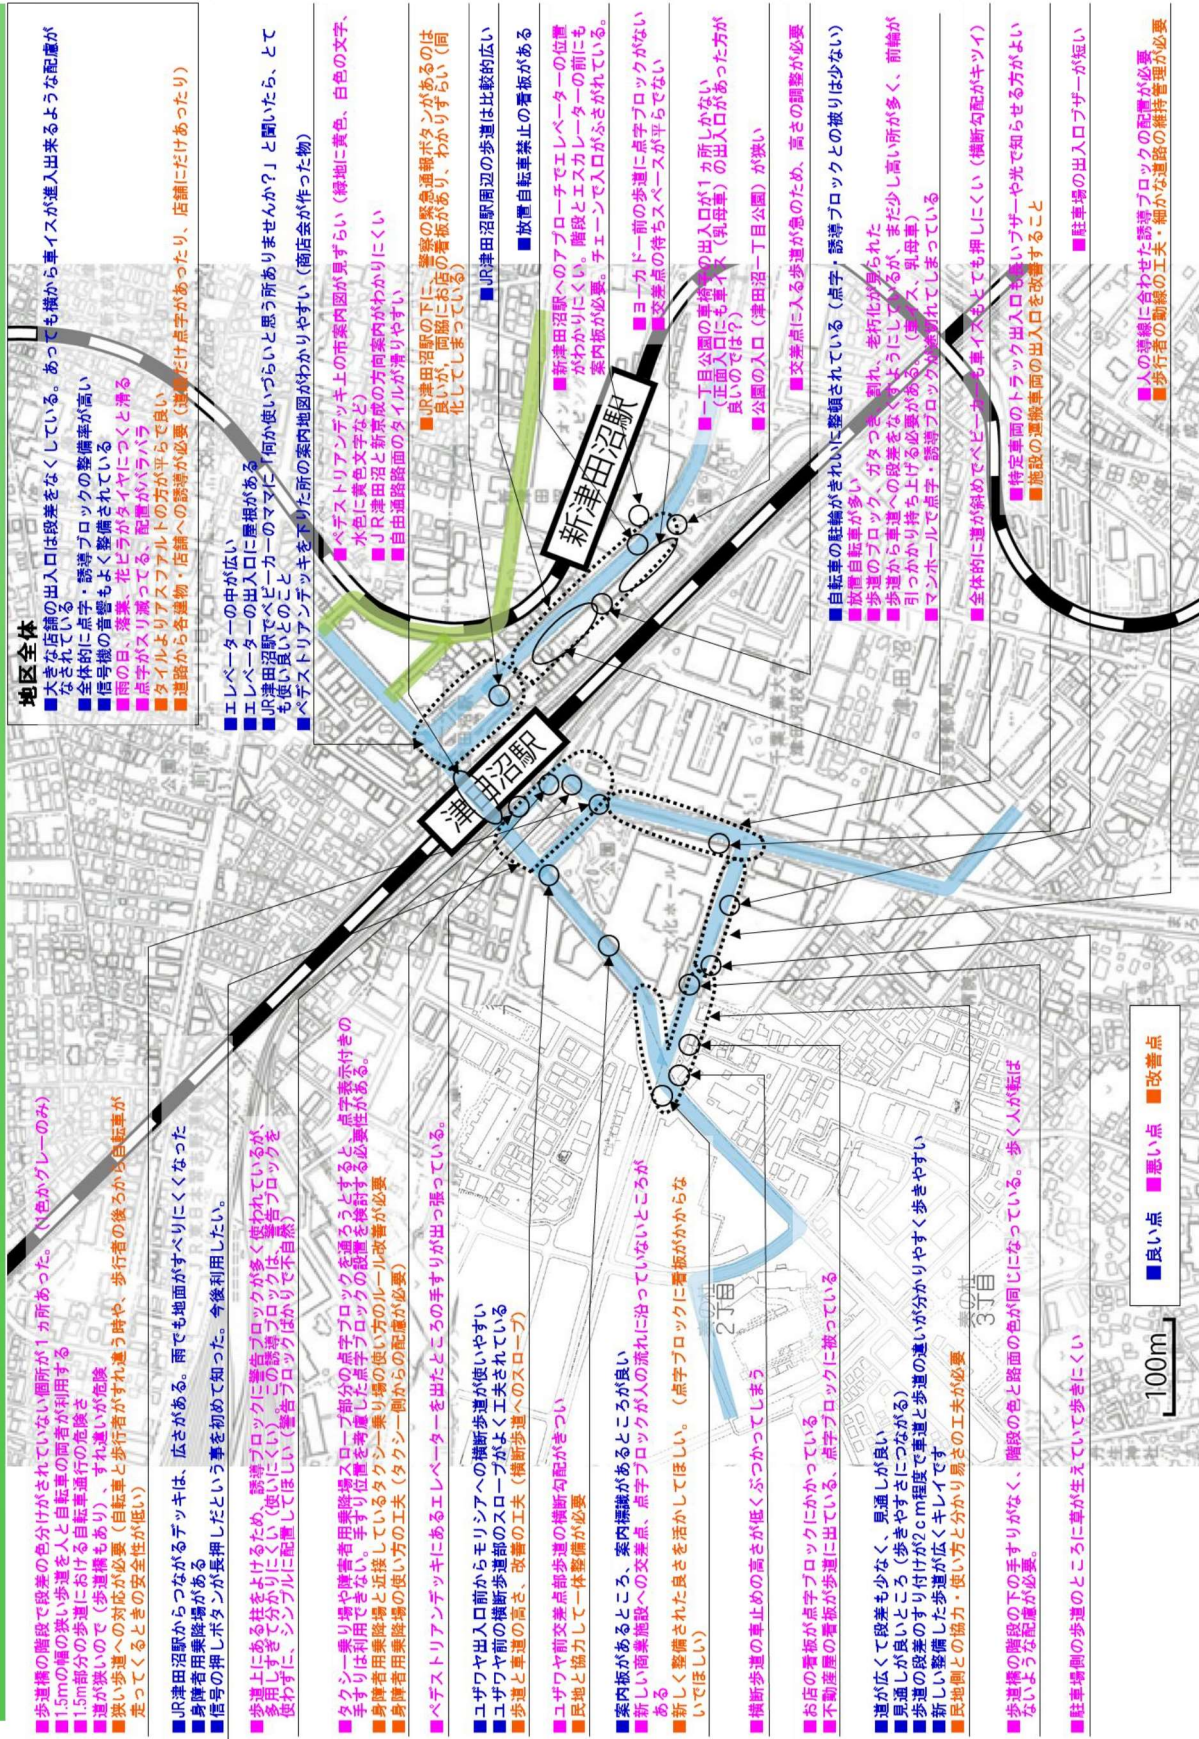 地区全体
■大きな店舗の出入口は段差をなくしている。あっても横から車イスが進入出来るような配慮が
なされている
■全体的に点字・誘導ブロックの整備率が高い
■信号機の音響もよく整備されている
■雨の日、落葉、花ビラがタイヤにつくと滑る
■点字がスリ減ってる、配置がバラバラ
■タイルよりアスファルトの方が平らで良い
■道路から各建物・店舗への誘導が必要（道路だけ点字があったり、店舗にだけあったり）
■エレベーターの中が広い
■エレベーターの出入口に屋根がある
■JR津田沼駅でベビーカーのママに「何か使いづらいと思う所ありませんか？」と聞いたら、とて
も使い良いとのこと
■ペデストリアンデッキを下りた所の案内地図がわかりやすい（商店会が作った物）
■ペデストリアンデッキ上の市案内図が見ずらい（緑地に黄色、白色の文字、
水色に黄色文字など）
■ＪＲ津田沼と新京成の方向案内がわかりにくい
■自由通路路面のタイルが滑りやすい
■JR津田沼駅の下に、警察の緊急通報ボタンがあるのは
良いが、両脇にお店の看板があり、わかりずらい（同
化してしまっている）
■JR津田沼駅周辺の歩道は比較的広い
■放置自転車禁止の看板がある
■新津田沼駅へのアプローチでエレベーターの位置
がわかりにくい。階段とエスカレーターの前にも
案内板が必要。チェーンで入口がふさがれている。
■ヨーカドー前の歩道に点字ブロックがない
■交差点の待ちスペースが平らでない
■一丁目公園の車椅子の出入口が１ヵ所しかない
（正面入口にも車イス（乳母車）の出入口があった方が
良いのでは？）
■公園の入口（津田沼一丁目公園）が狭い
■交差点に入る歩道が急のため、高さの調整が必要
■自転車の駐輪がきれいに整頓されている（点字・誘導ブロックとの被りは少ない）
■放置自転車が多い
■歩道のブロック、ガタつき、割れ、老朽化が見られた
■歩道から車道への段差をなくすようにしているが、まだ少し高い所が多く、前輪が
引っかかり持ち上げる必要がある（車イス、乳母車）
■マンホールで点字・誘導ブロックが途切れてしまっている
■全体的に道が斜めでベビーカーも車イスもとても押しにくい（横断勾配がキツイ）
■特定車両のトラック出入口も長いブザーや光で知らせる方がよい
■施設の運搬車両の出入口を改善すること
■駐車場の出入口ブザーが短い
■人の導線に合わせた誘導ブロックの配置が必要
■歩行者の動線の工夫・細かな道路の維持管理が必要
新津田沼駅
津田沼駅
■歩道橋の階段で段差の色分けがされていない個所が１ヵ所あった。（1色かグレーのみ）
■1.5mの幅の狭い歩道を人と自転車の両者が利用する
■1.5m部分の歩道における自転車通行の危険さ
■道が狭いので（歩道橋もあり）、すれ違いが危険
■狭い歩道への対応が必要（自転車と歩行者がすれ違う時や、歩行者の後ろから自転車が
走ってくるときの安全性が低い）
■JR津田沼駅からつながるデッキは、広さがある。雨でも地面がすべりにくくなった
■身障者用乗降場がある
■信号の押しボタンが長押しだという事を初めて知った。今後利用したい。
■歩道上にある柱をよけるため、誘導ブロックに警告ブロックが多く使われているが、
多用しすぎて分かりにくい（使いにくい）。この誘導ブロックは、警告ブロックを
使わずに、シンプルに配置してほしい（警告ブロックばかりで不自然）
■タクシー乗り場や障害者用乗降場スロープ部分の点字ブロックを通ろうとすると、点字表示付きの
手すりは利用できない。手すり位置を考慮した点字ブロックの設置を検討する必要性がある。
■身障者用乗降場と近接しているタクシー乗り場の使い方のルール改善が必要
■身障者用乗降場の使い方の工夫（タクシー側からの配慮が必要）
■ペデストリアンデッキにあるエレベーターを出たところの手すりが出っ張っている。
■ユザワヤ出入口前からモリシアへの横断歩道が使いやすい
■ユザワヤ前の横断歩道部のスロープがよく工夫されている
■歩道と車道の高さ、改善の工夫（横断歩道へのスロープ）
■ユザワヤ前交差点部歩道の横断勾配がきつい
■民地と協力して一体整備が必要
■案内板があるところ、案内標識があるところが良い
■新しい商業施設への交差点、点字ブロックが人の流れに沿っていないところが
ある
■新しく整備された良さを活かしてほしい。（点字ブロックに看板がかからな
いでほしい）
■横断歩道の車止めの高さが低くぶつかってしまう
■お店の看板が点字ブロックにかかっている
■不動産屋の看板が歩道に出ている、点字ブロックに被っている
■道が広くて段差も少なく、見通しが良い
■見通しが良いところ（歩きやすさにつながる）
■歩道の段差のすり付けが2ｃm程度で車道と歩道の違いが分かりやすく歩きやすい
■新しい整備した歩道が広くキレイです
■民地側との協力・使い方と分かり易さの工夫が必要
■歩道橋の階段の下の手すりがなく、階段の色と路面の色が同じになっている。歩く人が転ば
ないような配慮が必要。
■駐車場側の歩道のところに草が生えていて歩きにくい
2丁目
3丁目
100m
■良い点 ■悪い点 ■改善点